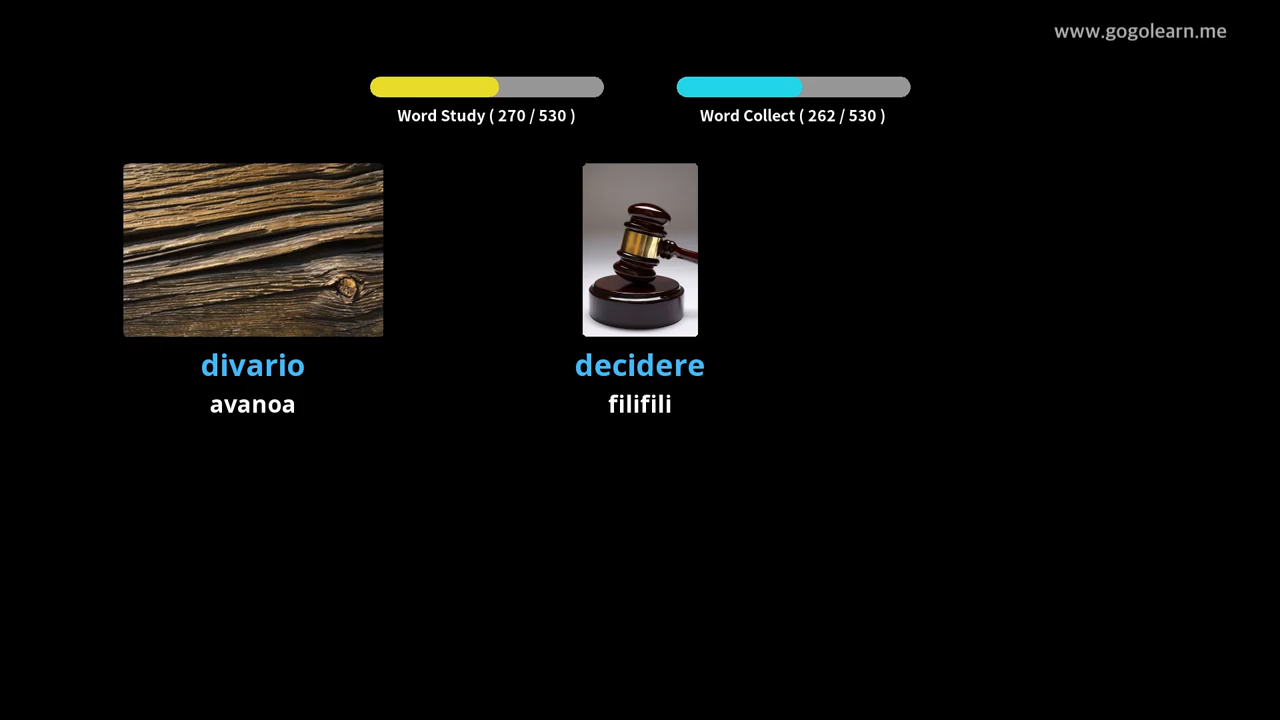 www.gogolearn.me
Word Study ( 270 / 530 )
Word Collect ( 262 / 530 )
divario
avanoa
decidere
filifili